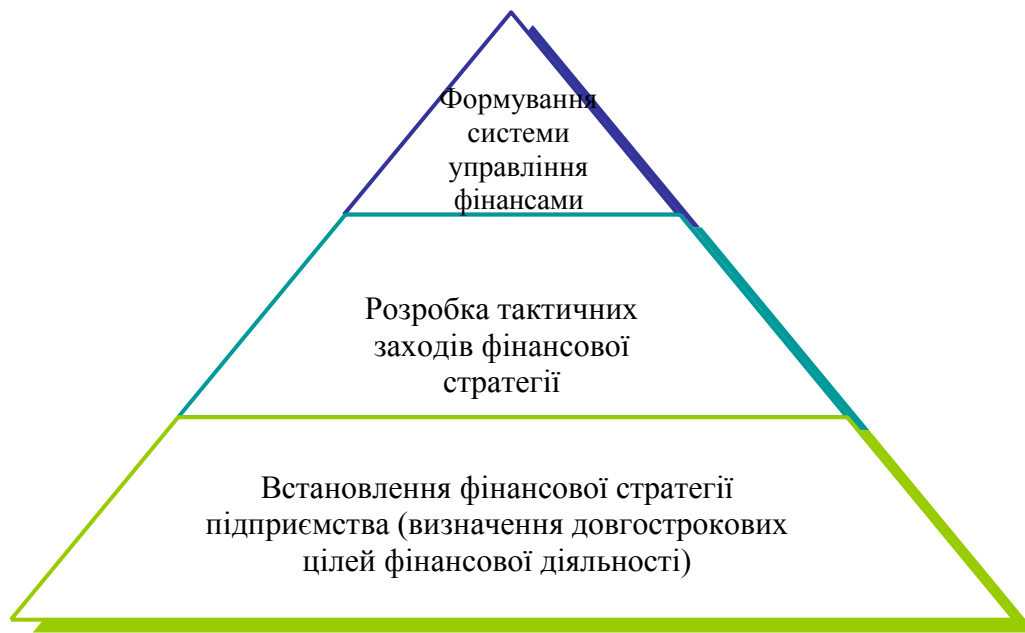 Формування
системи
управління
фінансами
Розробка тактичних
заходів фінансової
стратегії
Встановлення фінансової стратегії
підприємства (визначення довгострокових
цілей фінансової діяльності)